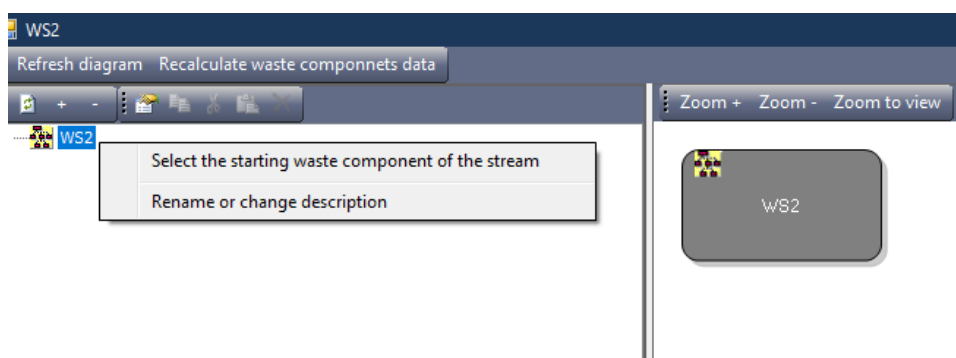 WS2
Refresh diagram Recalculate waste componnets data
+ -
Zoom + Zoom - Zoom to view
WS2
Select the starting waste component of the stream
Rename or change description
WS2